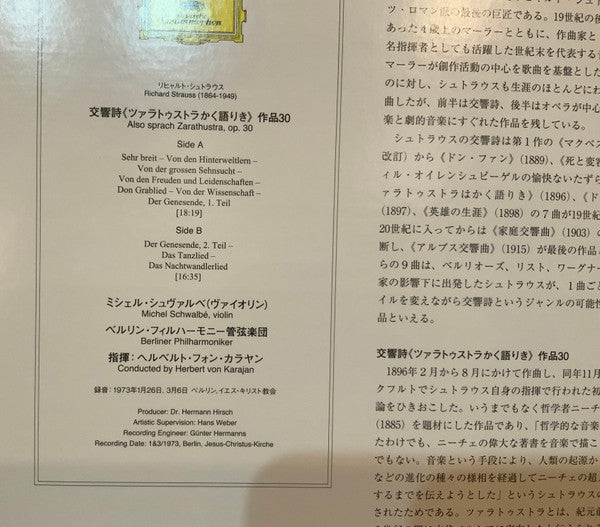 リヒャルト・シュトラウス
Richard Strauss (1864-1949)
交響詩《ツァラトゥストラかく語りき》作品30
Also sprach Zarathustra, op. 30
Side A
Sehr breit – Von den Hinterweltlern –
Von der grossen Sehnsucht –
Von den Freuden und Leidenschaften –
Don Grablied – Von der Wissenschaft –
Der Genesende, 1. Teil
[18:19]
Side B
Der Genesende, 2. Teil –
Das Tanzlied –
Das Nachtwandlerlied
[16:35]
ミシェル・シュヴァルベ(ヴァイオリン)
Michel Schwalbé, violin
ベルリン・フィルハーモニー管弦楽団
Berliner Philharmoniker
指揮:ヘルベルト・フォン・カラヤン
Conducted by Herbert von Karajan
録音:1973年1月26日、3月6日 ベルリン、イエス・キリスト教会
Producer: Dr. Hermann Hirsch
Artistic Supervision: Hans Weber
Recording Engineer: Günter Hermanns
Recording Date: 1&3/1973, Berlin, Jesus-Christus-Kirche
ツ・ロマン派の最後の巨匠である。19世紀の後
あった4歳上のマーラーとともに、作曲家と
名指揮者としても活躍した世紀末を代表する
マーラーが創作活動の中心を歌曲を基盤とした
のに対し、シュトラウスも生涯のほとんどにわ
曲したが、前半は交響詩、後半はオペラが中心
楽と劇的音楽にすぐれた作品を残している。
シュトラウスの交響詩は第1作の《マクベス
改訂）から《ドン・ファン》（1889）、《死と変容
ィル・オイレンシュピーゲルの愉快ないたずら
ァラトゥストラはかく語りき》（1896）、《ド
（1897）、《英雄の生涯》（1898）の7曲が19世紀
20世紀に入ってからは《家庭交響曲》（1903）の
断し、《アルプス交響曲》（1915）が最後の作品
らの9曲は、ベルリオーズ、リスト、ワーグナー
家の影響下に出発したシュトラウスが、1曲ごと
イルを変えながら交響詩というジャンルの可能性
品といえる。
交響詩《ツァラトゥストラかく語りき》作品30
1896年2月から8月にかけて作曲し、同年11月
クフルトでシュトラウス自身の指揮で行われた初
論をひきおこした。いうまでもなく哲学者ニーチ
（1885）を題材にした作品であり、「哲学的な音楽
たわけでも、ニーチェの偉大な著書を音楽で描こ
でもない。音楽という手段により、人類の起源か
などの進化の種々の様相を経過してニーチェの超
するまでを伝えようとした」というシュトラウスの
されたためである。ツァラトゥストラとは、紀元前